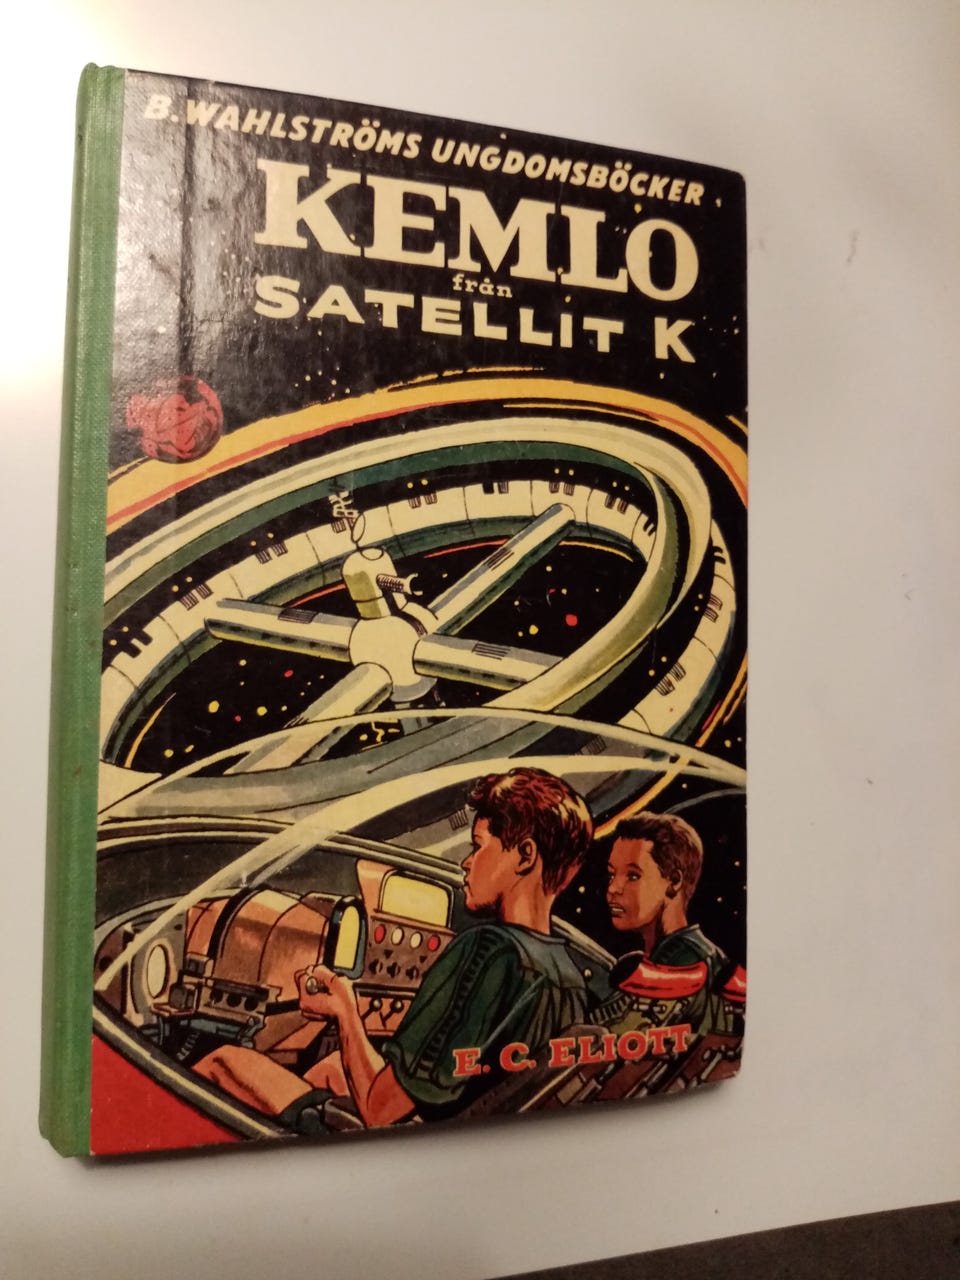 B. WAHLSTRÖMS UNGDOMSBÖCKER
KEMLO
från
SATELLIT K
E. C. ELIOTT